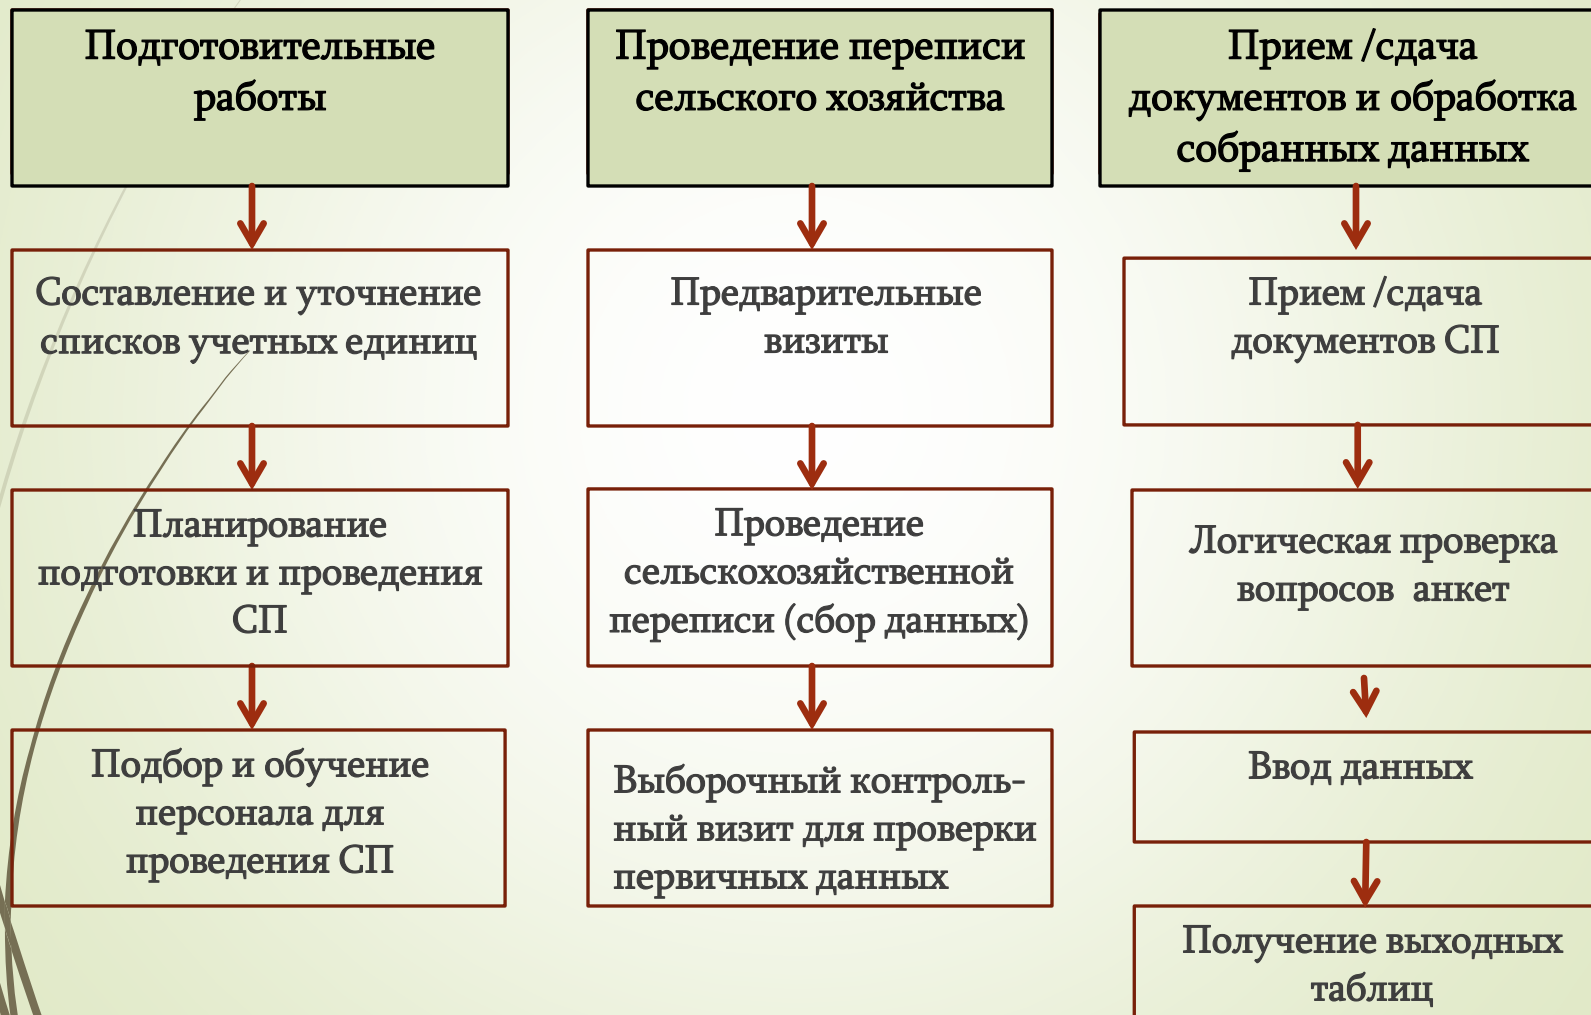 Подготовительные
работы
Составление и уточнение
списков учетных единиц
Планирование
подготовки и проведения
СП
Подбор и обучение
персонала для
проведения СП
Проведение переписи
сельского хозяйства
Предварительные
визиты
Проведение
сельскохозяйственной
переписи (сбор данных)
Выборочный контроль-
ный визит для проверки
первичных данных
Прием /сдача
документов и обработка
собранных данных
Прием /сдача
документов СП
Логическая проверка
вопросов  анкет
Ввод данных
Получение выходных
таблиц